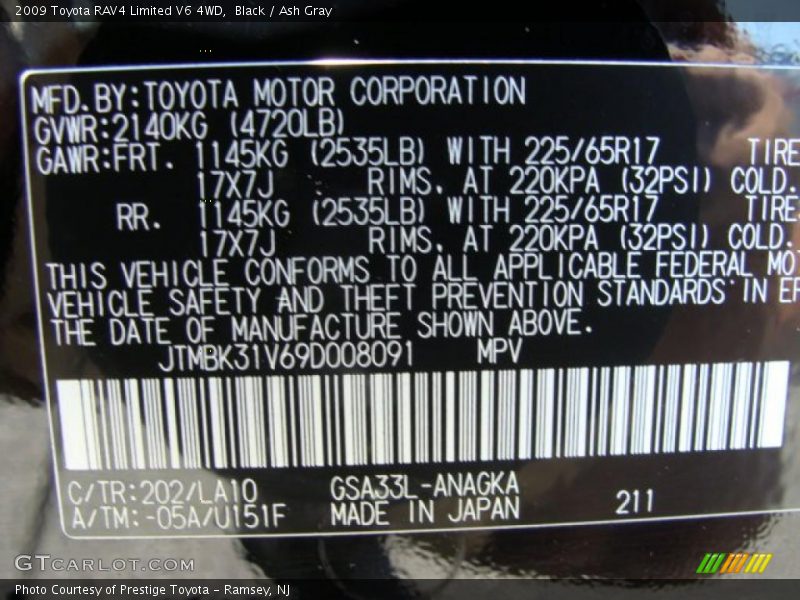 2009 Toyota RAV4 Limited V6 4WD, Black / Ash Gray
MFD.BY:TOYOTA MOTOR CORPORATION
GVWR:2140KG (4720LB)
GAWR:FRT. 1145KG (2535LB) WITH 225/65R17 TIRE
17X7J RIMS. AT 220KPA (32PSI) COLD.
RR. 1145KG (2535LB) WITH 225/65R17 TIRE
17X7J RIMS. AT 220KPA (32PSI) COLD.
THIS VEHICLE CONFORMS TO ALL APPLICABLE FEDERAL MOT
VEHICLE SAFETY AND THEFT PREVENTION STANDARDS IN EF
THE DATE OF MANUFACTURE SHOWN ABOVE.
JTMBK31V69D008091 MPV
C/TR:202/LA10 GSA33L-ANAGKA
A/TM:-05A/U151F MADE IN JAPAN 211
GTCARLOT.COM
Photo Courtesy of Prestige Toyota - Ramsey, NJ